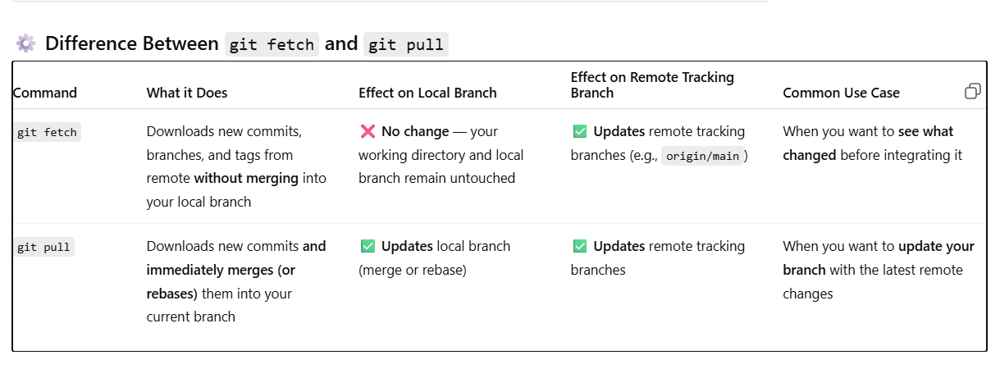 Difference Between git fetch and git pull
Command
What it Does
Effect on Local Branch
Effect on Remote Tracking
Branch
Common Use Case
git fetch
Downloads new commits,
branches, and tags from
remote without merging into
your local branch
❌ No change — your
working directory and local
branch remain untouched
✅ Updates remote tracking
branches (e.g., origin/main)
When you want to see what
changed before integrating it
git pull
Downloads new commits and
immediately merges (or
rebases) them into your
current branch
✅ Updates local branch
(merge or rebase)
✅ Updates remote tracking
branches
When you want to update your
branch with the latest remote
changes